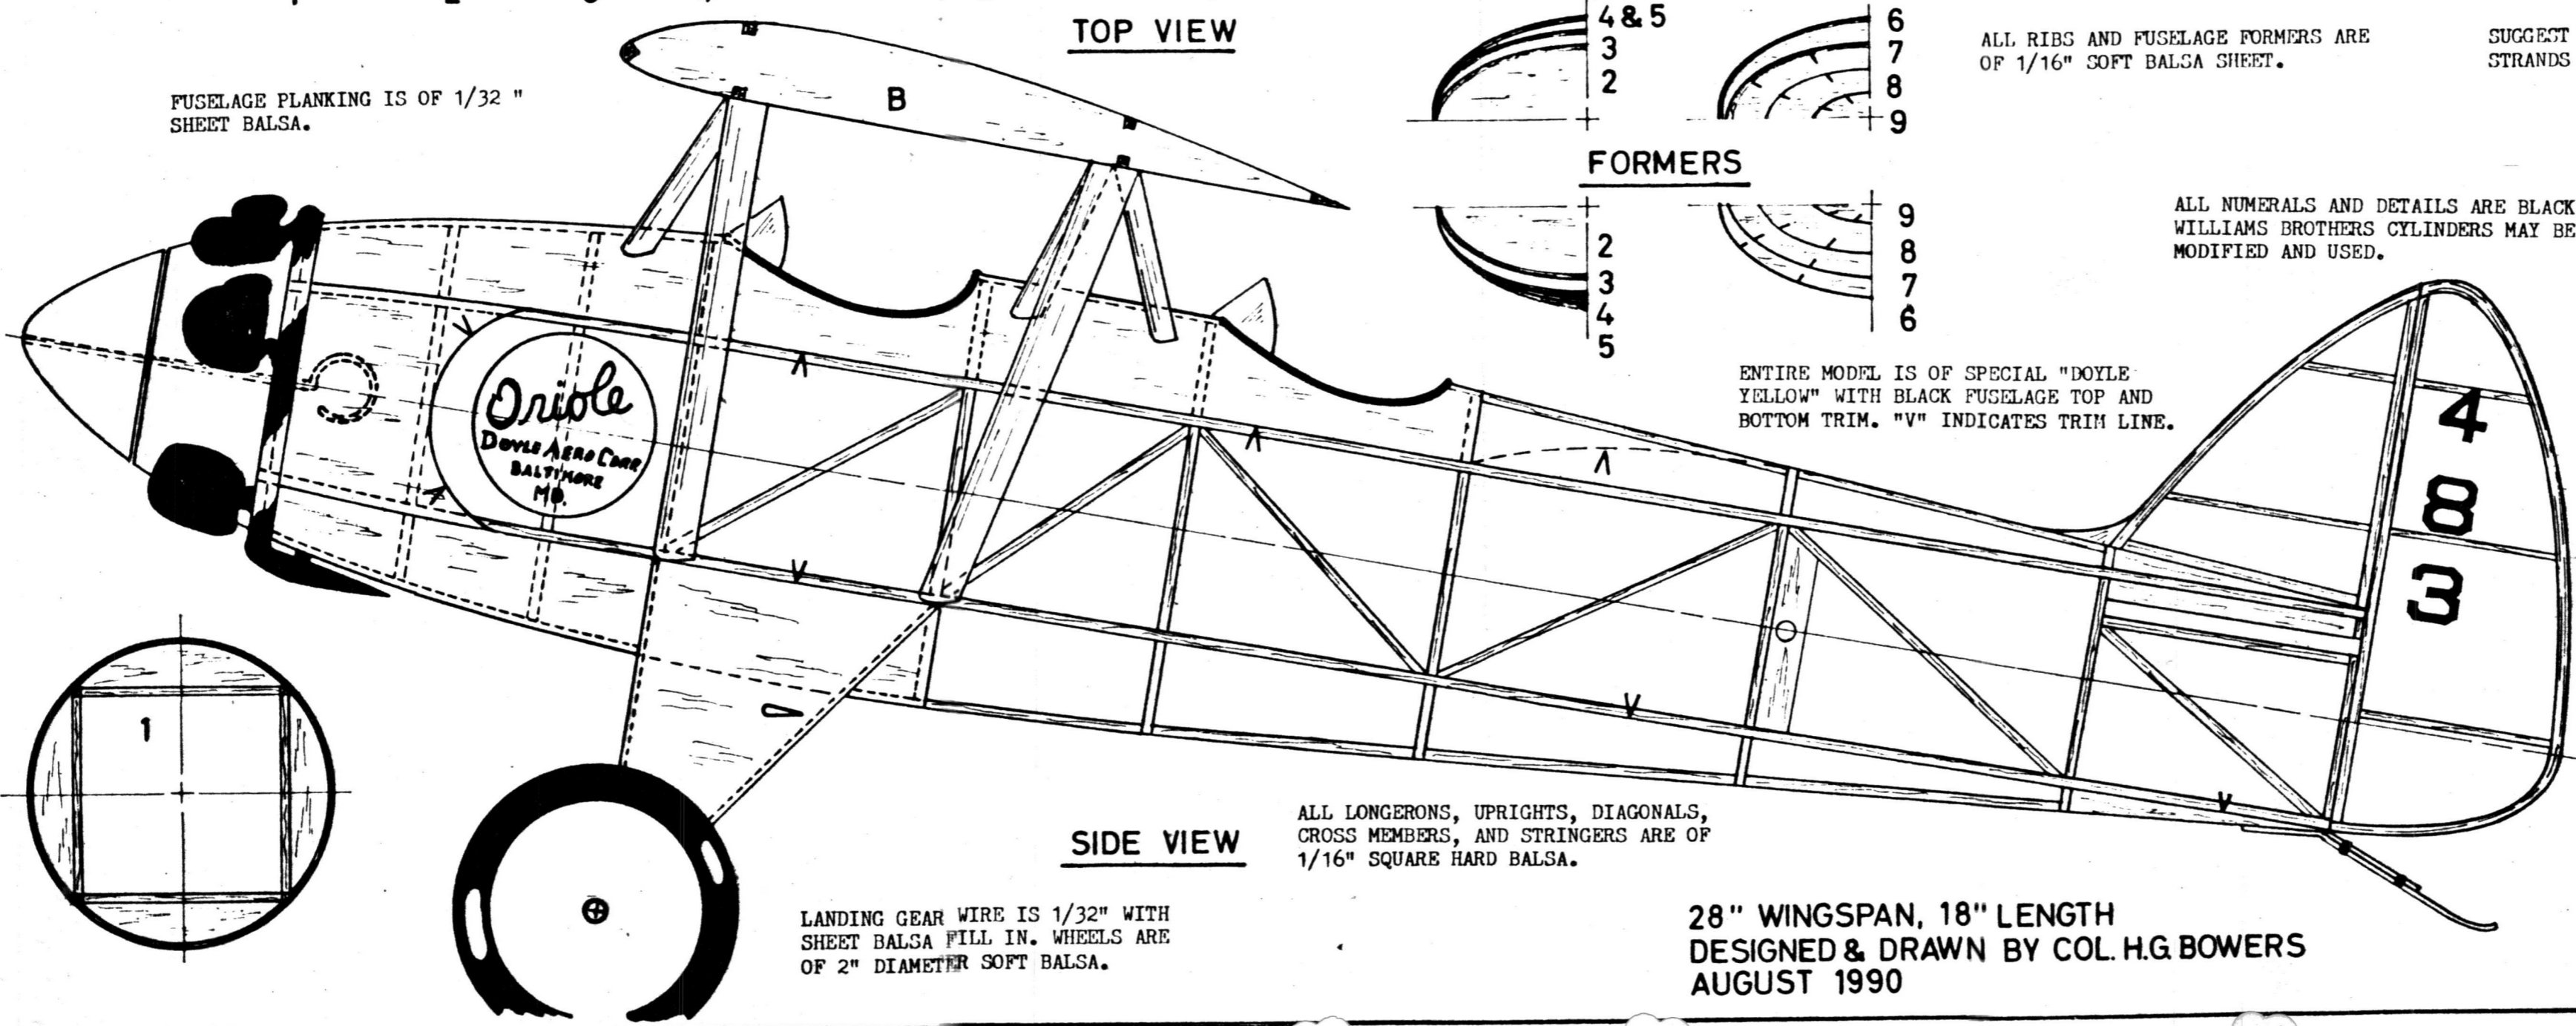 TOP VIEW
FUSELAGE PLANKING IS OF 1/32 "
SHEET BALSA.
B
4&5
3
2
6
7
8
9
FORMERS
2
3
4
5
9
8
7
6
ALL RIBS AND FUSELAGE FORMERS ARE
OF 1/16" SOFT BALSA SHEET.
SUGGEST
STRANDS
ALL NUMERALS AND DETAILS ARE BLACK
WILLIAMS BROTHERS CYLINDERS MAY BE
MODIFIED AND USED.
ENTIRE MODEL IS OF SPECIAL "DOYLE
YELLOW" WITH BLACK FUSELAGE TOP AND
BOTTOM TRIM. "V" INDICATES TRIM LINE.
Oriole
DOYLE AERO CORP
BALTIMORE
MD.
4
8
3
1
SIDE VIEW
ALL LONGERONS, UPRIGHTS, DIAGONALS,
CROSS MEMBERS, AND STRINGERS ARE OF
1/16" SQUARE HARD BALSA.
LANDING GEAR WIRE IS 1/32" WITH
SHEET BALSA FILL IN. WHEELS ARE
OF 2" DIAMETER SOFT BALSA.
28" WINGSPAN, 18" LENGTH
DESIGNED & DRAWN BY COL. H.G. BOWERS
AUGUST 1990